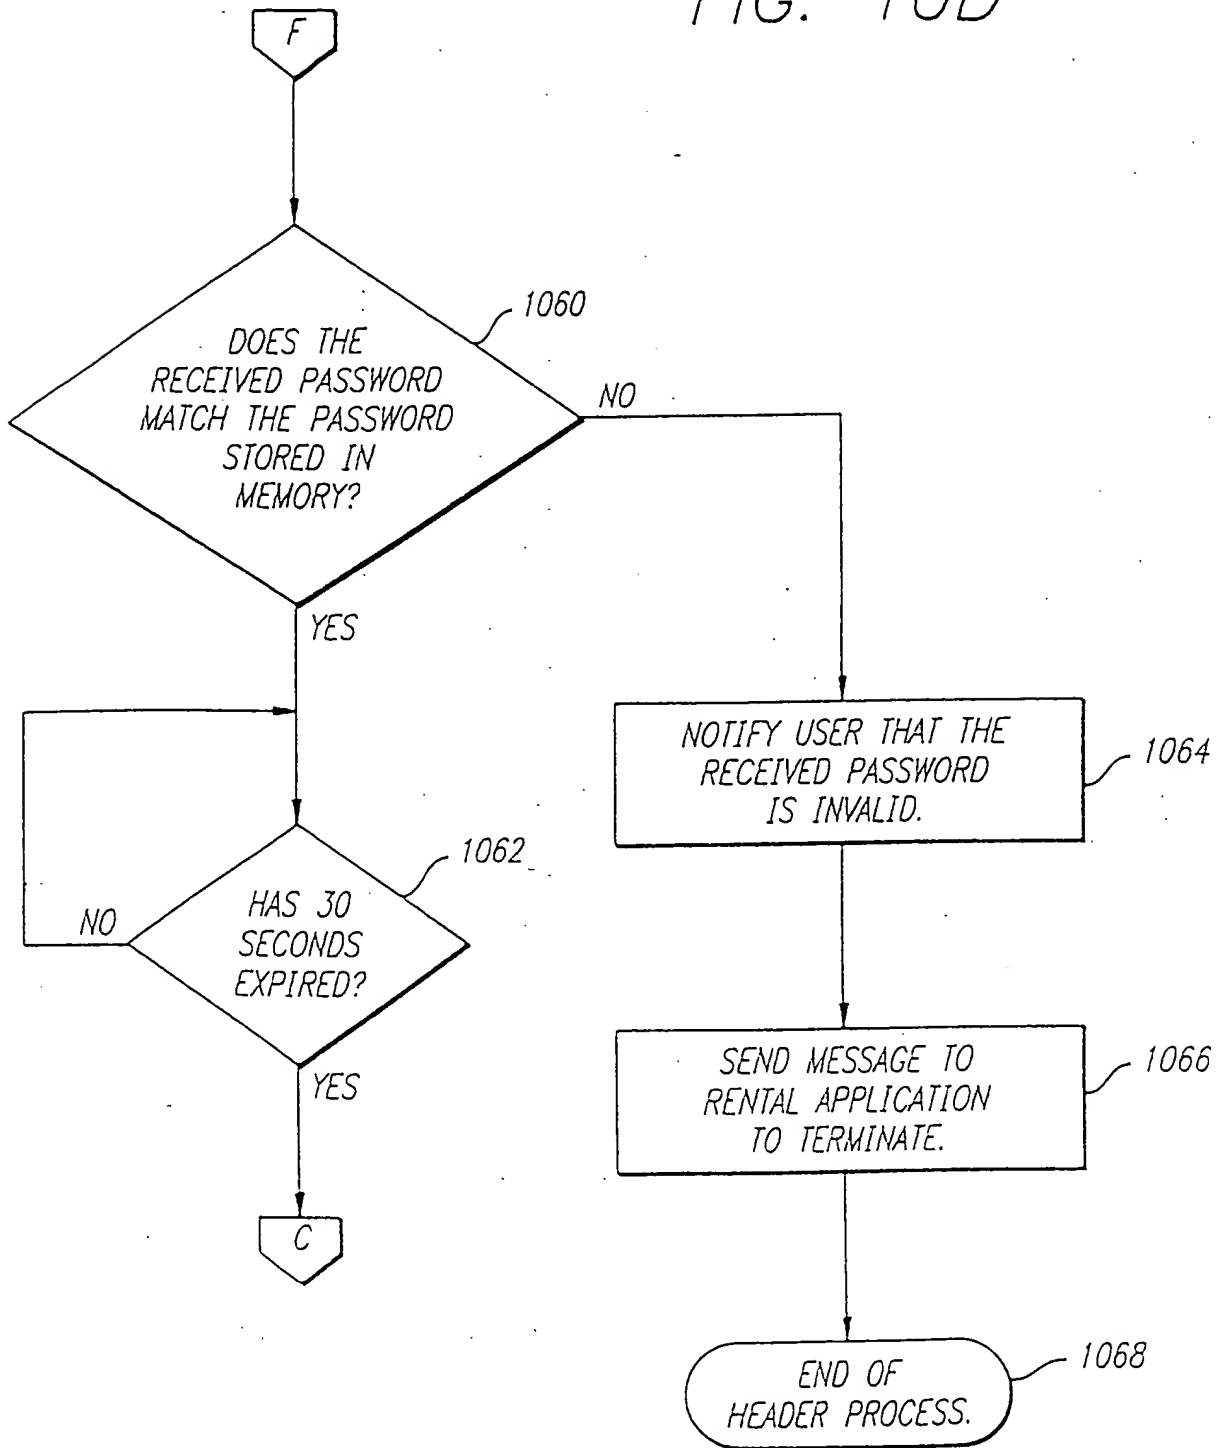 FIG. 10D
F
1060
DOES THE
RECEIVED PASSWORD
MATCH THE PASSWORD
STORED IN
MEMORY?
NO
YES
NOTIFY USER THAT THE
RECEIVED PASSWORD
IS INVALID.
1064
1062
HAS 30
SECONDS
EXPIRED?
NO
YES
SEND MESSAGE TO
RENTAL APPLICATION
TO TERMINATE.
1066
C
END OF
HEADER PROCESS.
1068